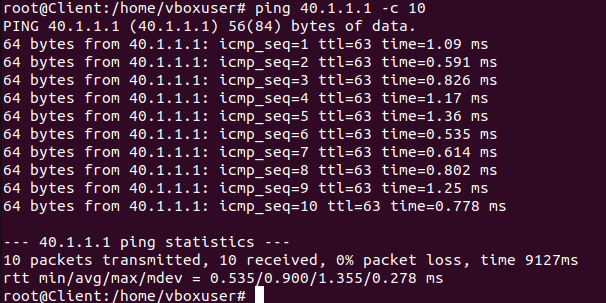 root@Client:/home/vboxuser# ping 40.1.1.1 -c 10
PING 40.1.1.1 (40.1.1.1) 56(84) bytes of data.
64 bytes from 40.1.1.1: icmp_seq=1 ttl=63 time=1.09 ms
64 bytes from 40.1.1.1: icmp_seq=2 ttl=63 time=0.591 ms
64 bytes from 40.1.1.1: icmp_seq=3 ttl=63 time=0.826 ms
64 bytes from 40.1.1.1: icmp_seq=4 ttl=63 time=1.17 ms
64 bytes from 40.1.1.1: icmp_seq=5 ttl=63 time=1.36 ms
64 bytes from 40.1.1.1: icmp_seq=6 ttl=63 time=0.535 ms
64 bytes from 40.1.1.1: icmp_seq=7 ttl=63 time=0.614 ms
64 bytes from 40.1.1.1: icmp_seq=8 ttl=63 time=0.802 ms
64 bytes from 40.1.1.1: icmp_seq=9 ttl=63 time=1.25 ms
64 bytes from 40.1.1.1: icmp_seq=10 ttl=63 time=0.778 ms
--- 40.1.1.1 ping statistics ---
10 packets transmitted, 10 received, 0% packet loss, time 9127ms
rtt min/avg/max/mdev = 0.535/0.900/1.355/0.278 ms
root@Client:/home/vboxuser#